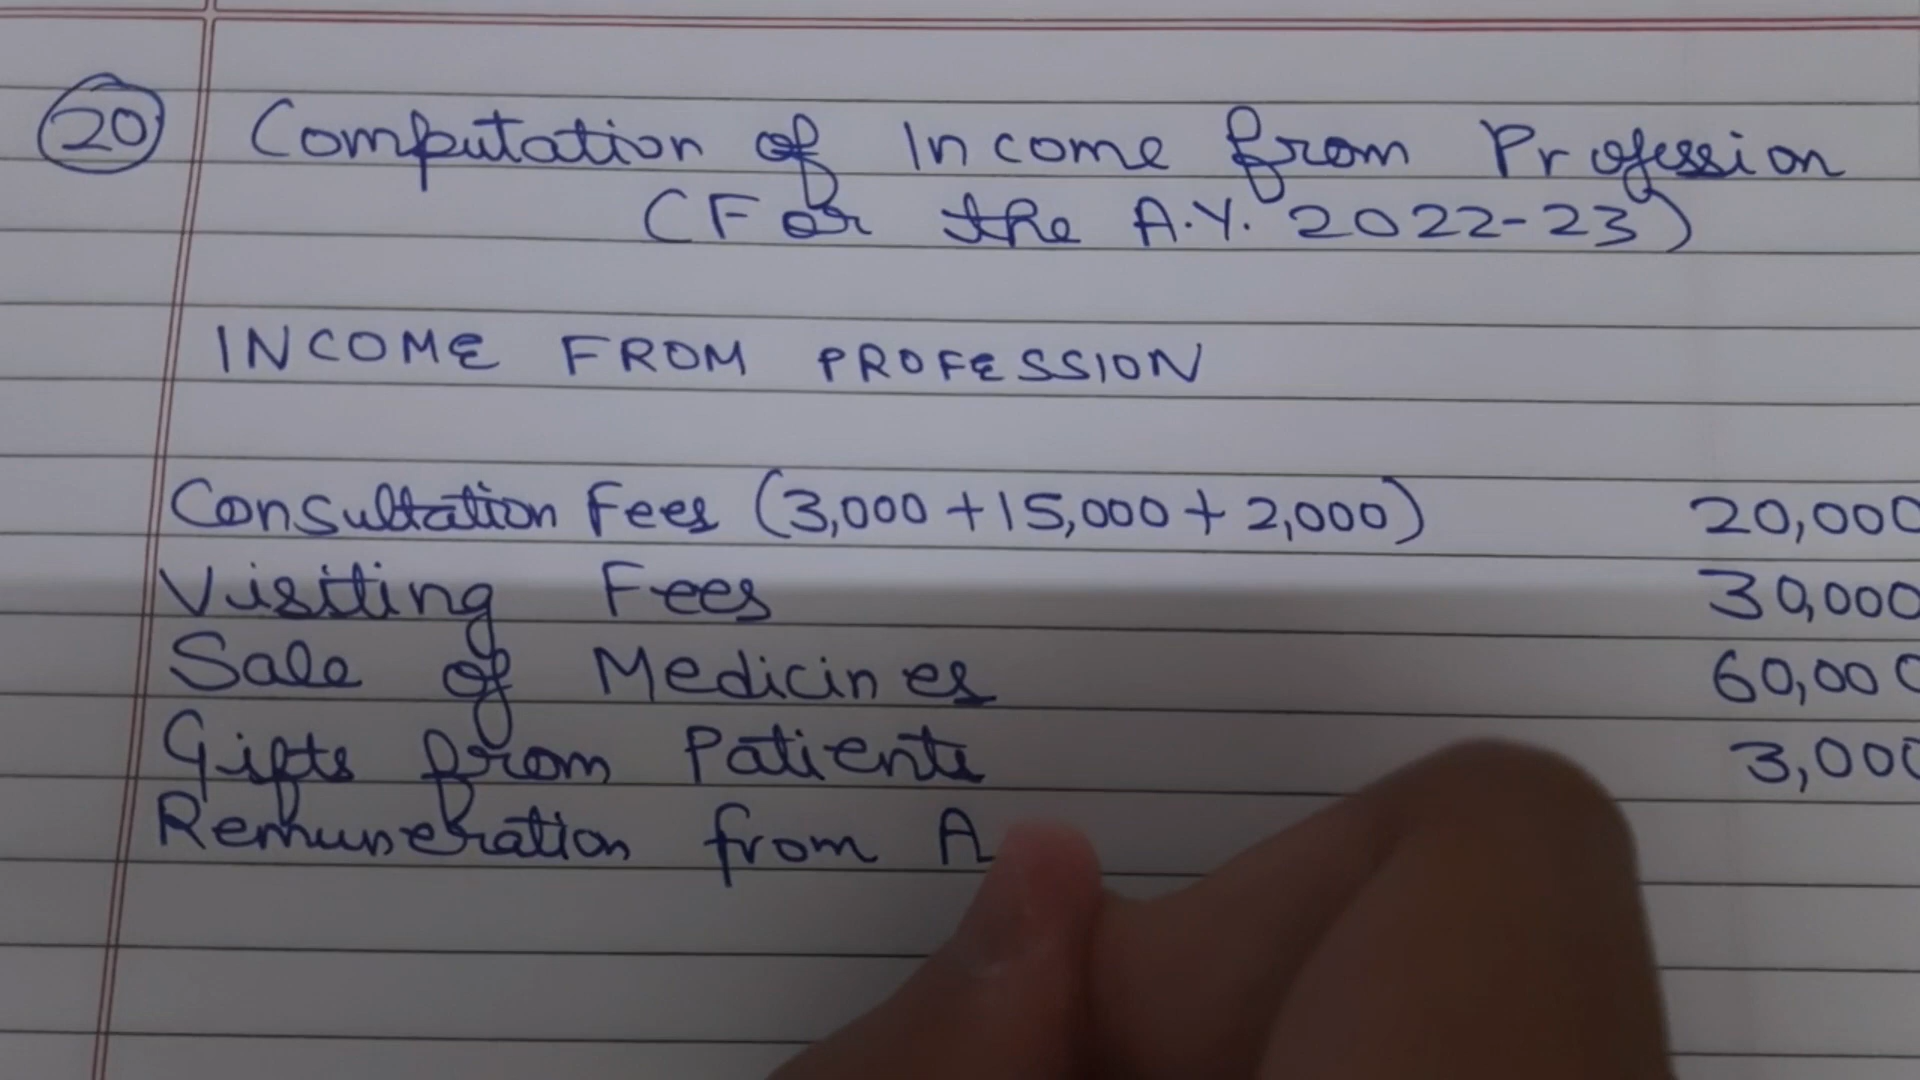 20 Computation of Income from Profession
(For the A.Y. 2022-23)
INCOME FROM PROFESSION
Consultation Fees (3,000 + 15,000 + 2,000) 20,000
Visiting Fees 30,000
Sale of Medicines 60,000
Gifts from Patients 3,000
Remuneration from A